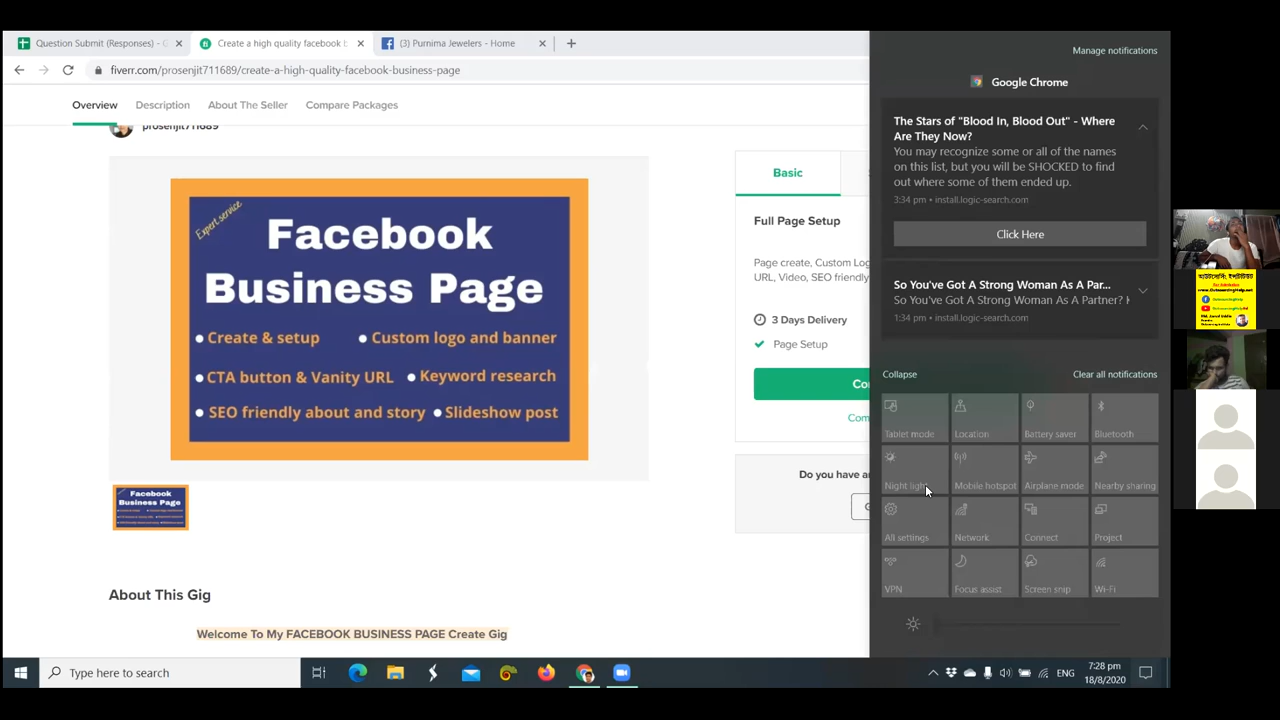 Question Submit (Responses) - G
Create a high quality facebook b
(3) Purnima Jewelers - Home
fiverr.com/prosenjit711689/create-a-high-quality-facebook-business-page
Overview
Description
About The Seller
Compare Packages
prosenjit711689
Expert service
Facebook
Business Page
Create & setup
Custom logo and banner
CTA button & Vanity URL
Keyword research
SEO friendly about and story
Slideshow post
Facebook
Business Page
About This Gig
Welcome To My FACEBOOK BUSINESS PAGE Create Gig
Basic
Full Page Setup
Page create, Custom Logo
URL, Video, SEO friendly
3 Days Delivery
Page Setup
Co
Com
Do you have a
Manage notifications
Google Chrome
The Stars of "Blood In, Blood Out" - Where
Are They Now?
You may recognize some or all of the names
on this list, but you will be SHOCKED to find
out where some of them ended up.
3:34 pm • install.logic-search.com
Click Here
So You've Got A Strong Woman As A Par...
So You've Got A Strong Woman As A Partner?
1:34 pm • install.logic-search.com
Collapse
Clear all notifications
Tablet mode
Location
Battery saver
Bluetooth
Night light
Mobile hotspot
Airplane mode
Nearby sharing
All settings
Network
Connect
Project
VPN
Focus assist
Screen snip
Wi-Fi
Type here to search
ENG
7:28 pm
18/8/2020